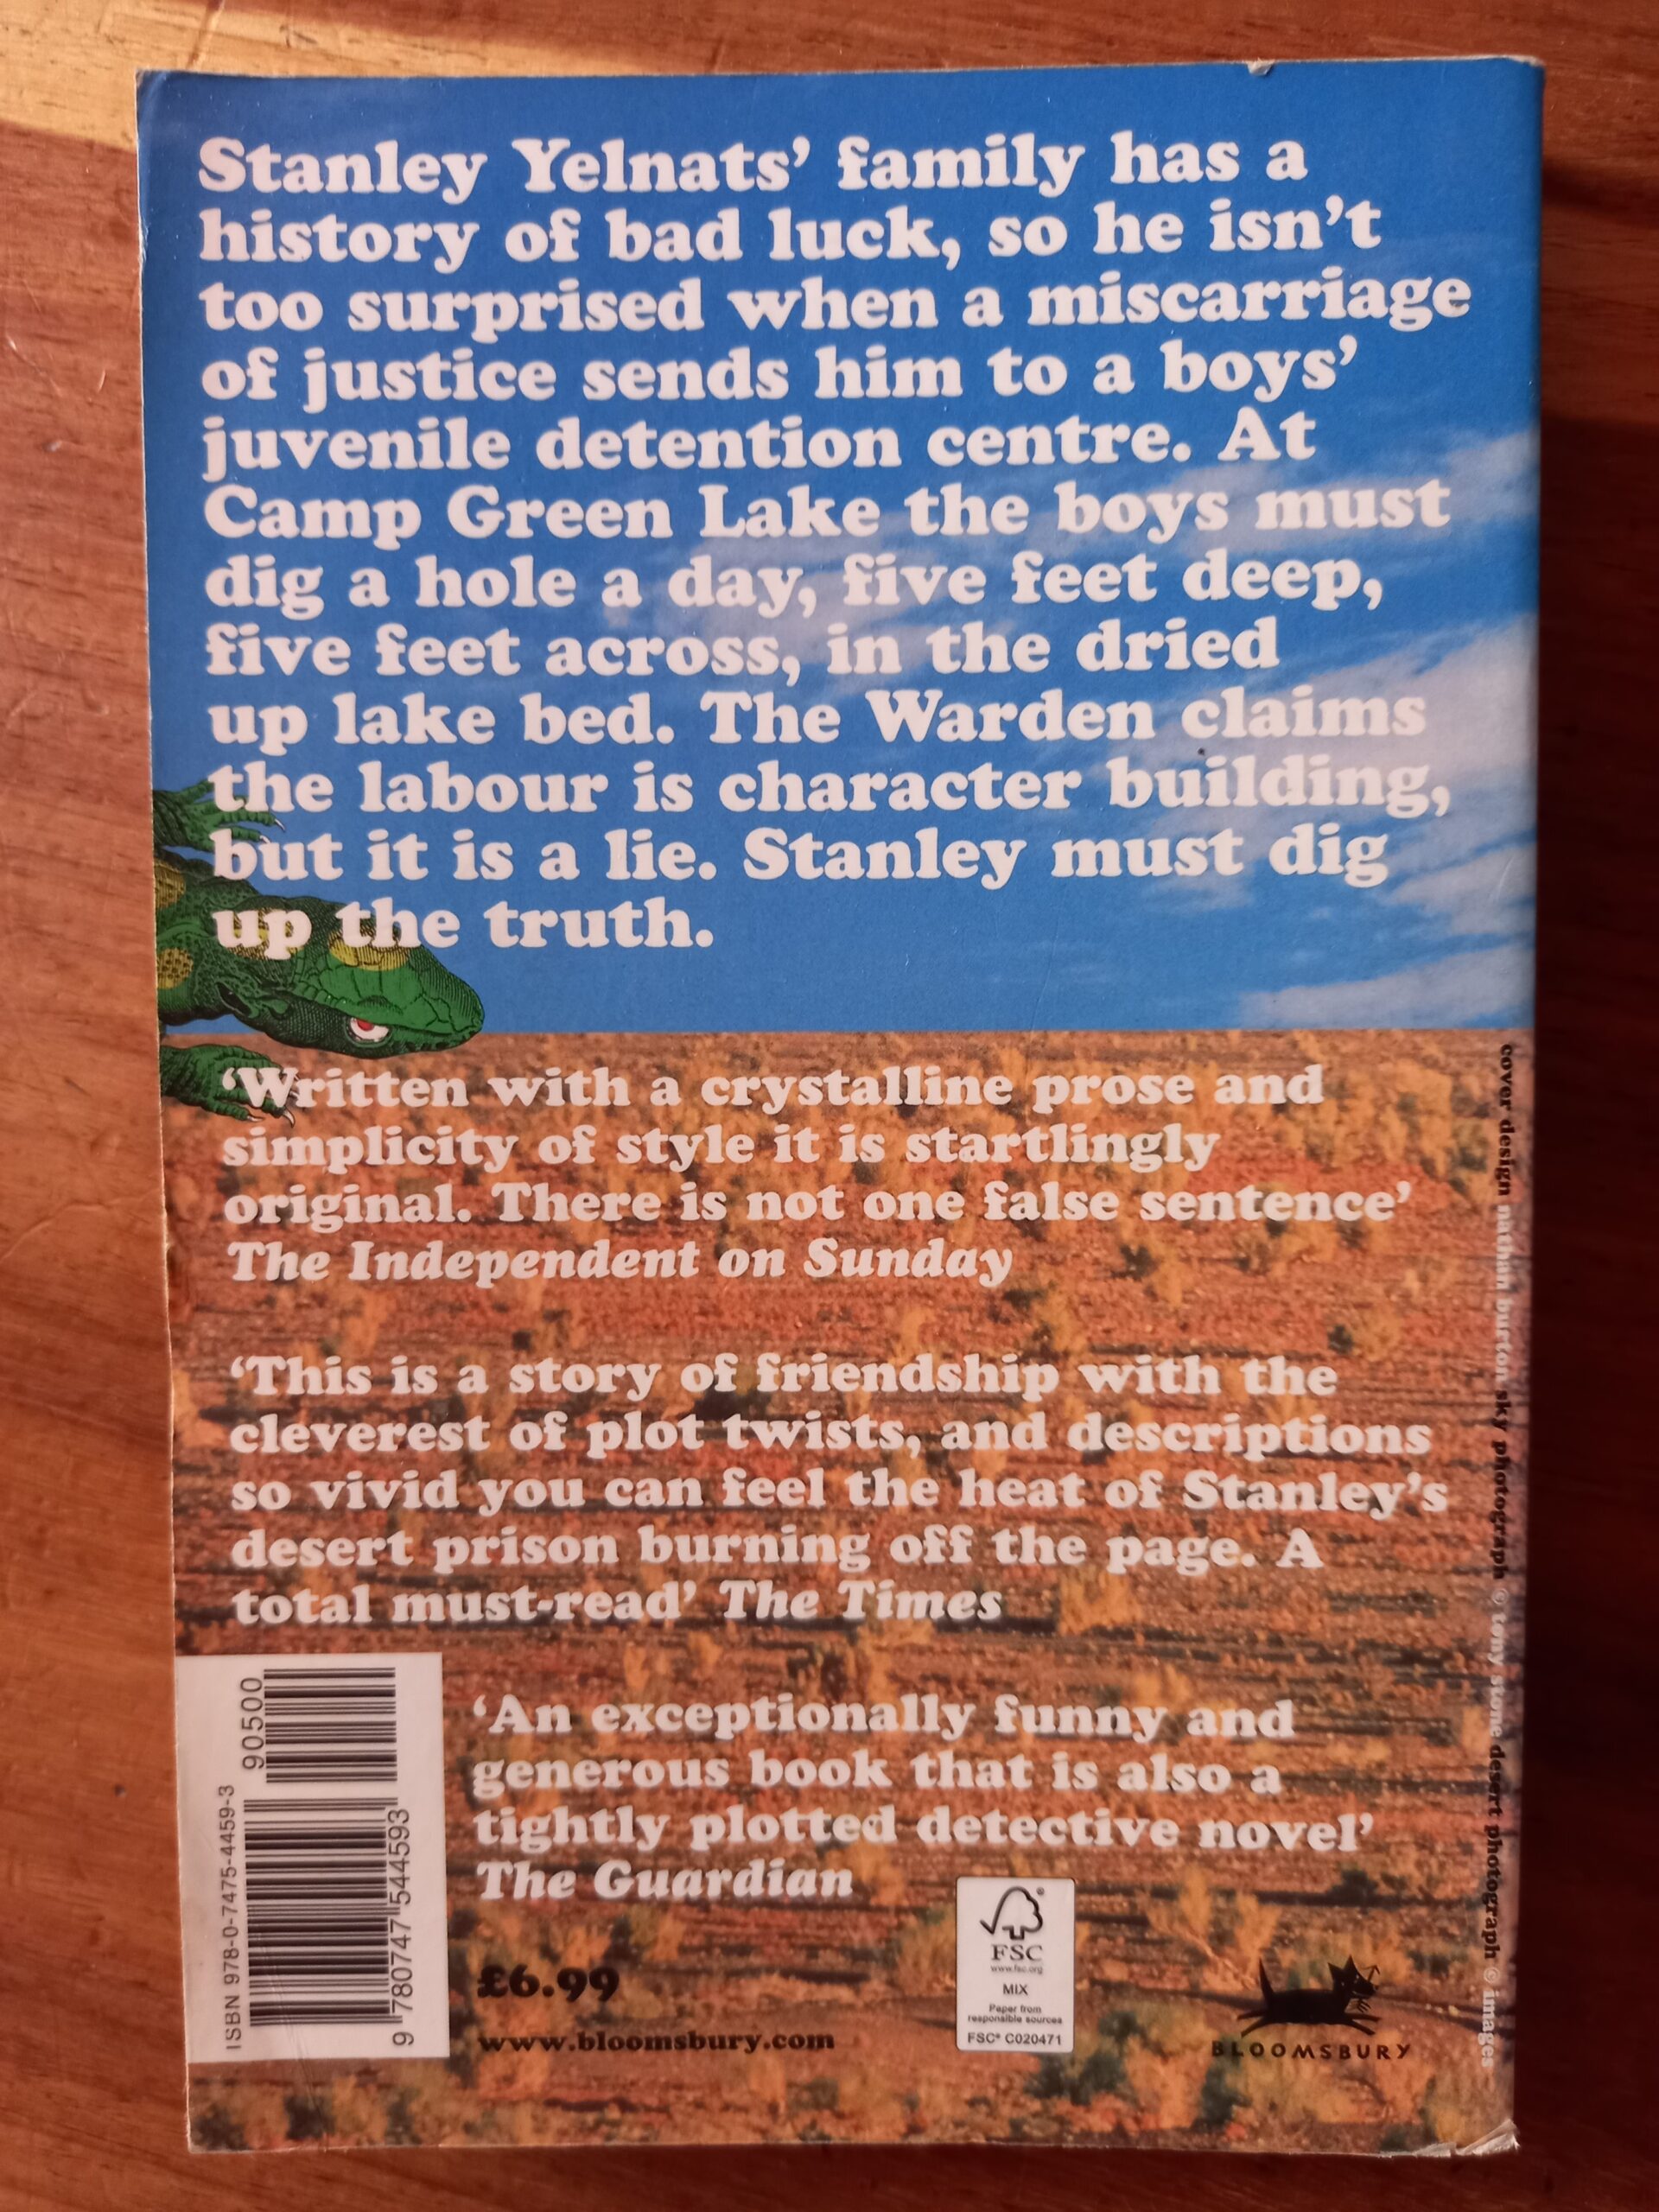 Stanley Yelnats’ family has a
history of bad luck, so he isn’t
too surprised when a miscarriage
of justice sends him to a boys’
juvenile detention centre. At
Camp Green Lake the boys must
dig a hole a day, five feet deep,
five feet across, in the dried
up lake bed. The Warden claims
the labour is character building,
but it is a lie. Stanley must dig
up the truth.
‘Written with a crystalline prose and
simplicity of style it is startlingly
original. There is not one false sentence’
The Independent on Sunday
‘This is a story of friendship with the
cleverest of plot twists, and descriptions
so vivid you can feel the heat of Stanley’s
desert prison burning off the page. A
total must-read’ The Times
‘An exceptionally funny and
generous book that is also a
tightly plotted detective novel’
The Guardian
£6.99
www.bloomsbury.com
ISBN 978-0-7475-4459-3
90500
9 780747 544593
FSC®
www.fsc.org
MIX
Paper from
responsible sources
FSC® C020471
BLOOMSBURY
cover design nathan burton sky photograph © tony stone desert photograph © images